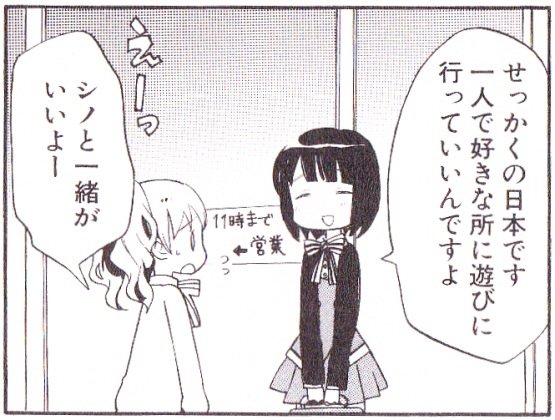 せっかくの日本です
一人で好きな所に遊びに
行っていいんですよ
えーっ
シノと一緒が
いいよー
11時まで
←営業